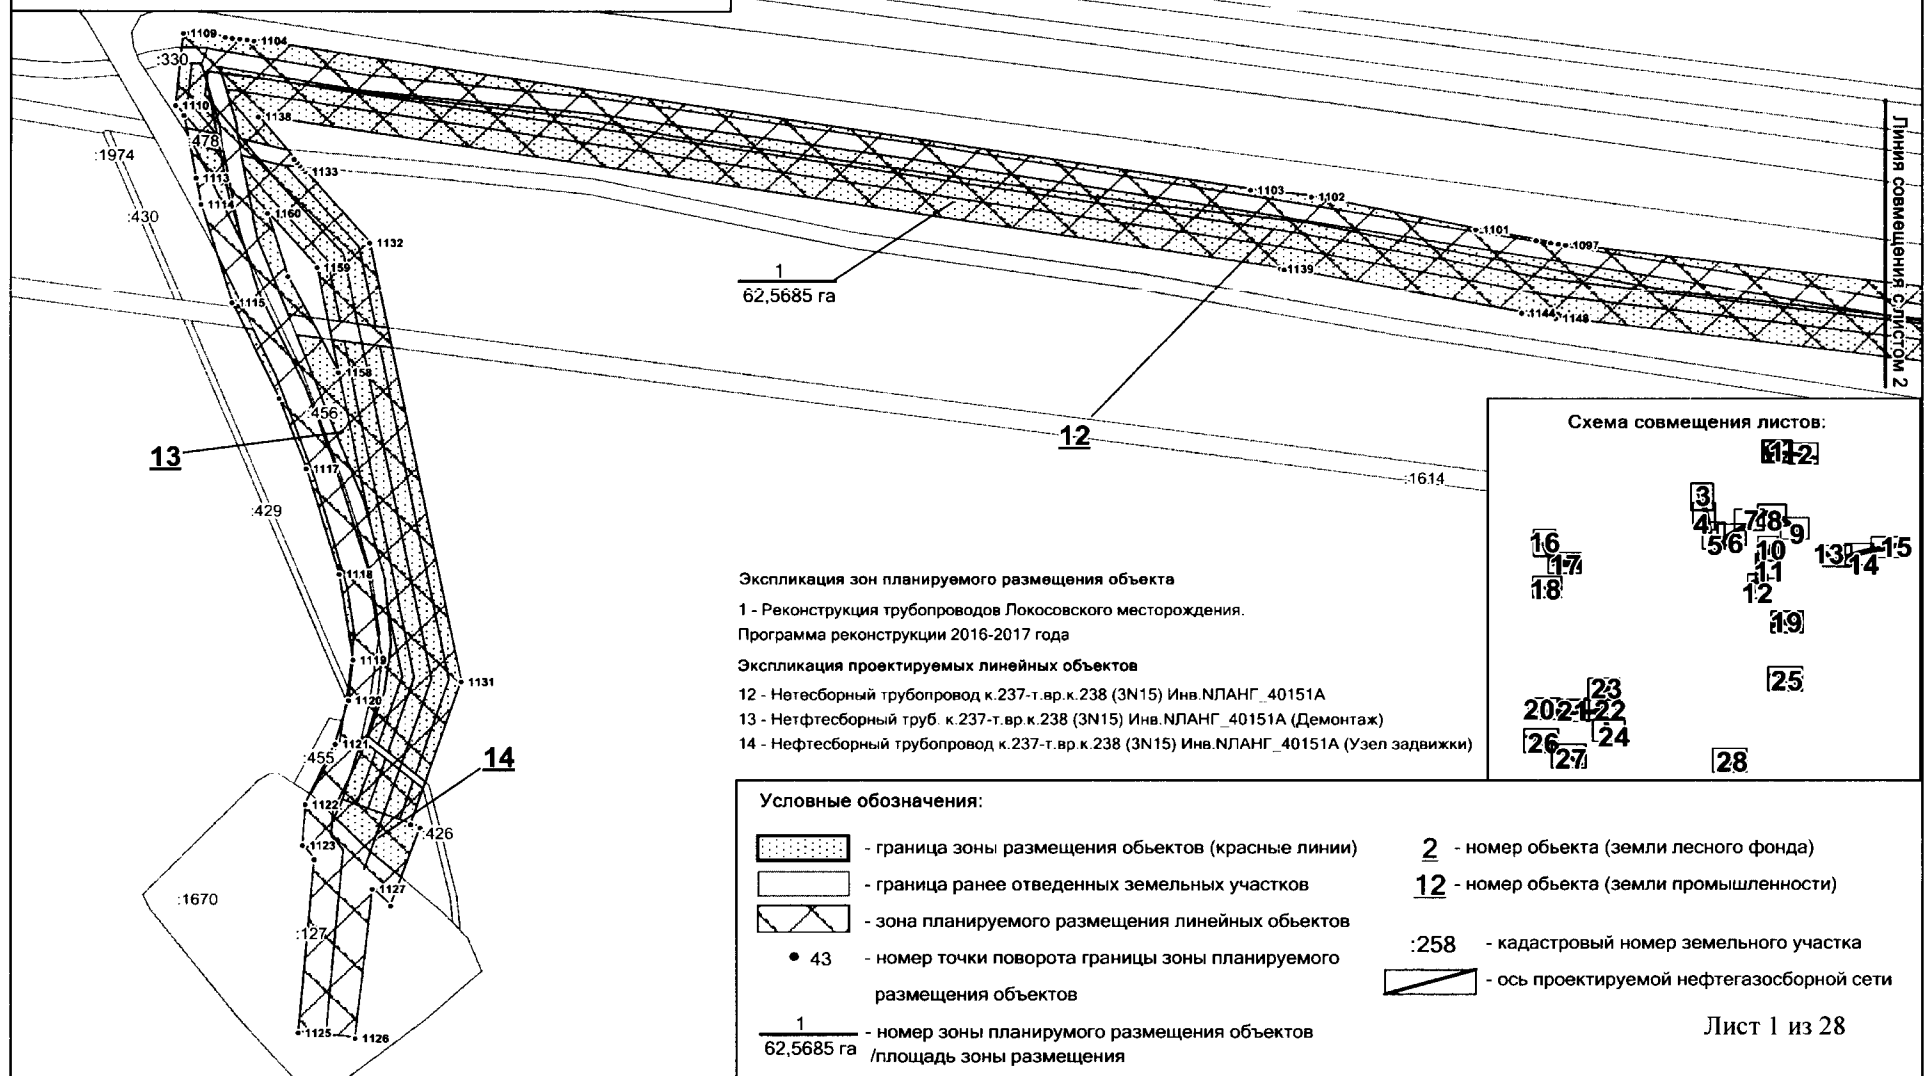 1109
1104
:330
1110
1138
:478
:1974
1133
1113
1114
1160
:430
1132
1159
1115
1103
1102
1101
1097
1139
1144
1148
Линия совмещения с листом 2
1
62,5685 га
1158
:456
13
12
1117
:1614
:429
1118
1119
1131
1120
1121
:455
14
1122
:426
1123
1127
:1670
:127
1125
1126
Схема совмещения листов:
1 2
3
4 5 6 7 8 9
10
11
12
13 14 15
16
17
18
19
25
23
20 21 22
24
26
27
28
Экспликация зон планируемого размещения объекта
1 - Реконструкция трубопроводов Локосовского месторождения.
Программа реконструкции 2016-2017 года
Экспликация проектируемых линейных объектов
12 - Нетесборный трубопровод к.237-т.вр.к.238 (3N15) Инв.NЛАНГ_40151А
13 - Нетфтесборный труб. к.237-т.вр.к.238 (3N15) Инв.NЛАНГ_40151А (Демонтаж)
14 - Нефтесборный трубопровод к.237-т.вр.к.238 (3N15) Инв.NЛАНГ_40151А (Узел задвижки)
Условные обозначения:
- граница зоны размещения обьектов (красные линии)
- граница ранее отведенных земельных участков
- зона планируемого размещения линейных обьектов
43 - номер точки поворота границы зоны планируемого
размещения объектов
1
62,5685 га
- номер зоны планирумого размещения объектов
/площадь зоны размещения
2 - номер обьекта (земли лесного фонда)
12 - номер обьекта (земли промышленности)
:258 - кадастровый номер земельного участка
- ось проектируемой нефтегазосборной сети
Лист 1 из 28